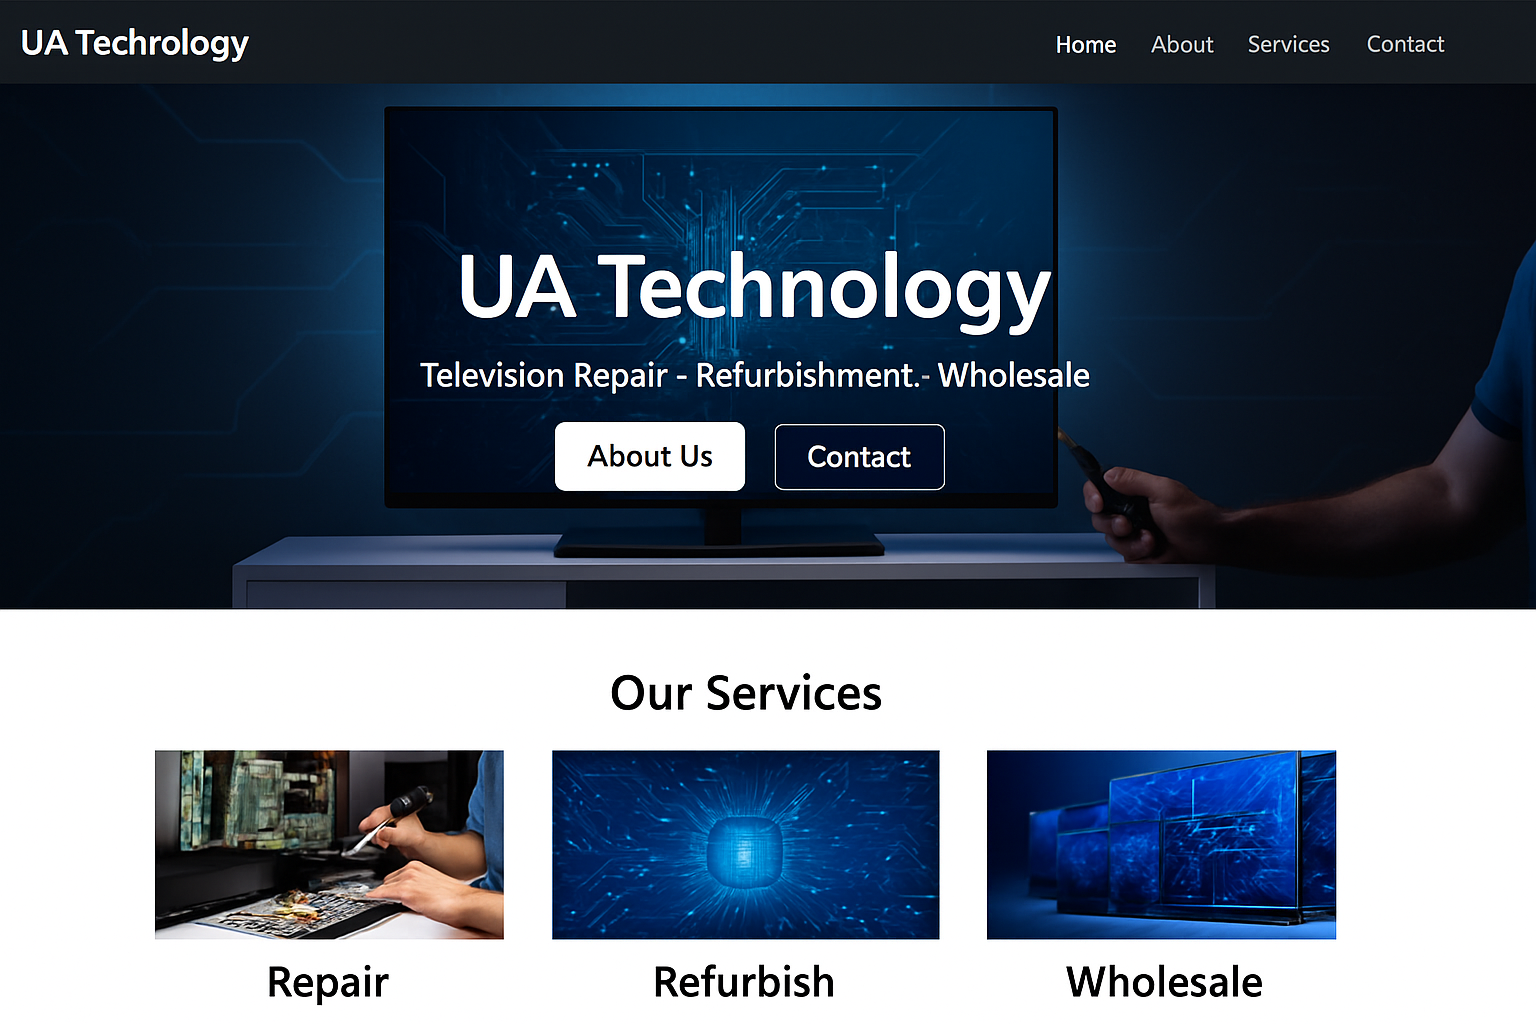 UA Techrology
Home About Services Contact
UA Technology
Television Repair - Refurbishment.- Wholesale
About Us Contact
Our Services
Repair Refurbish Wholesale